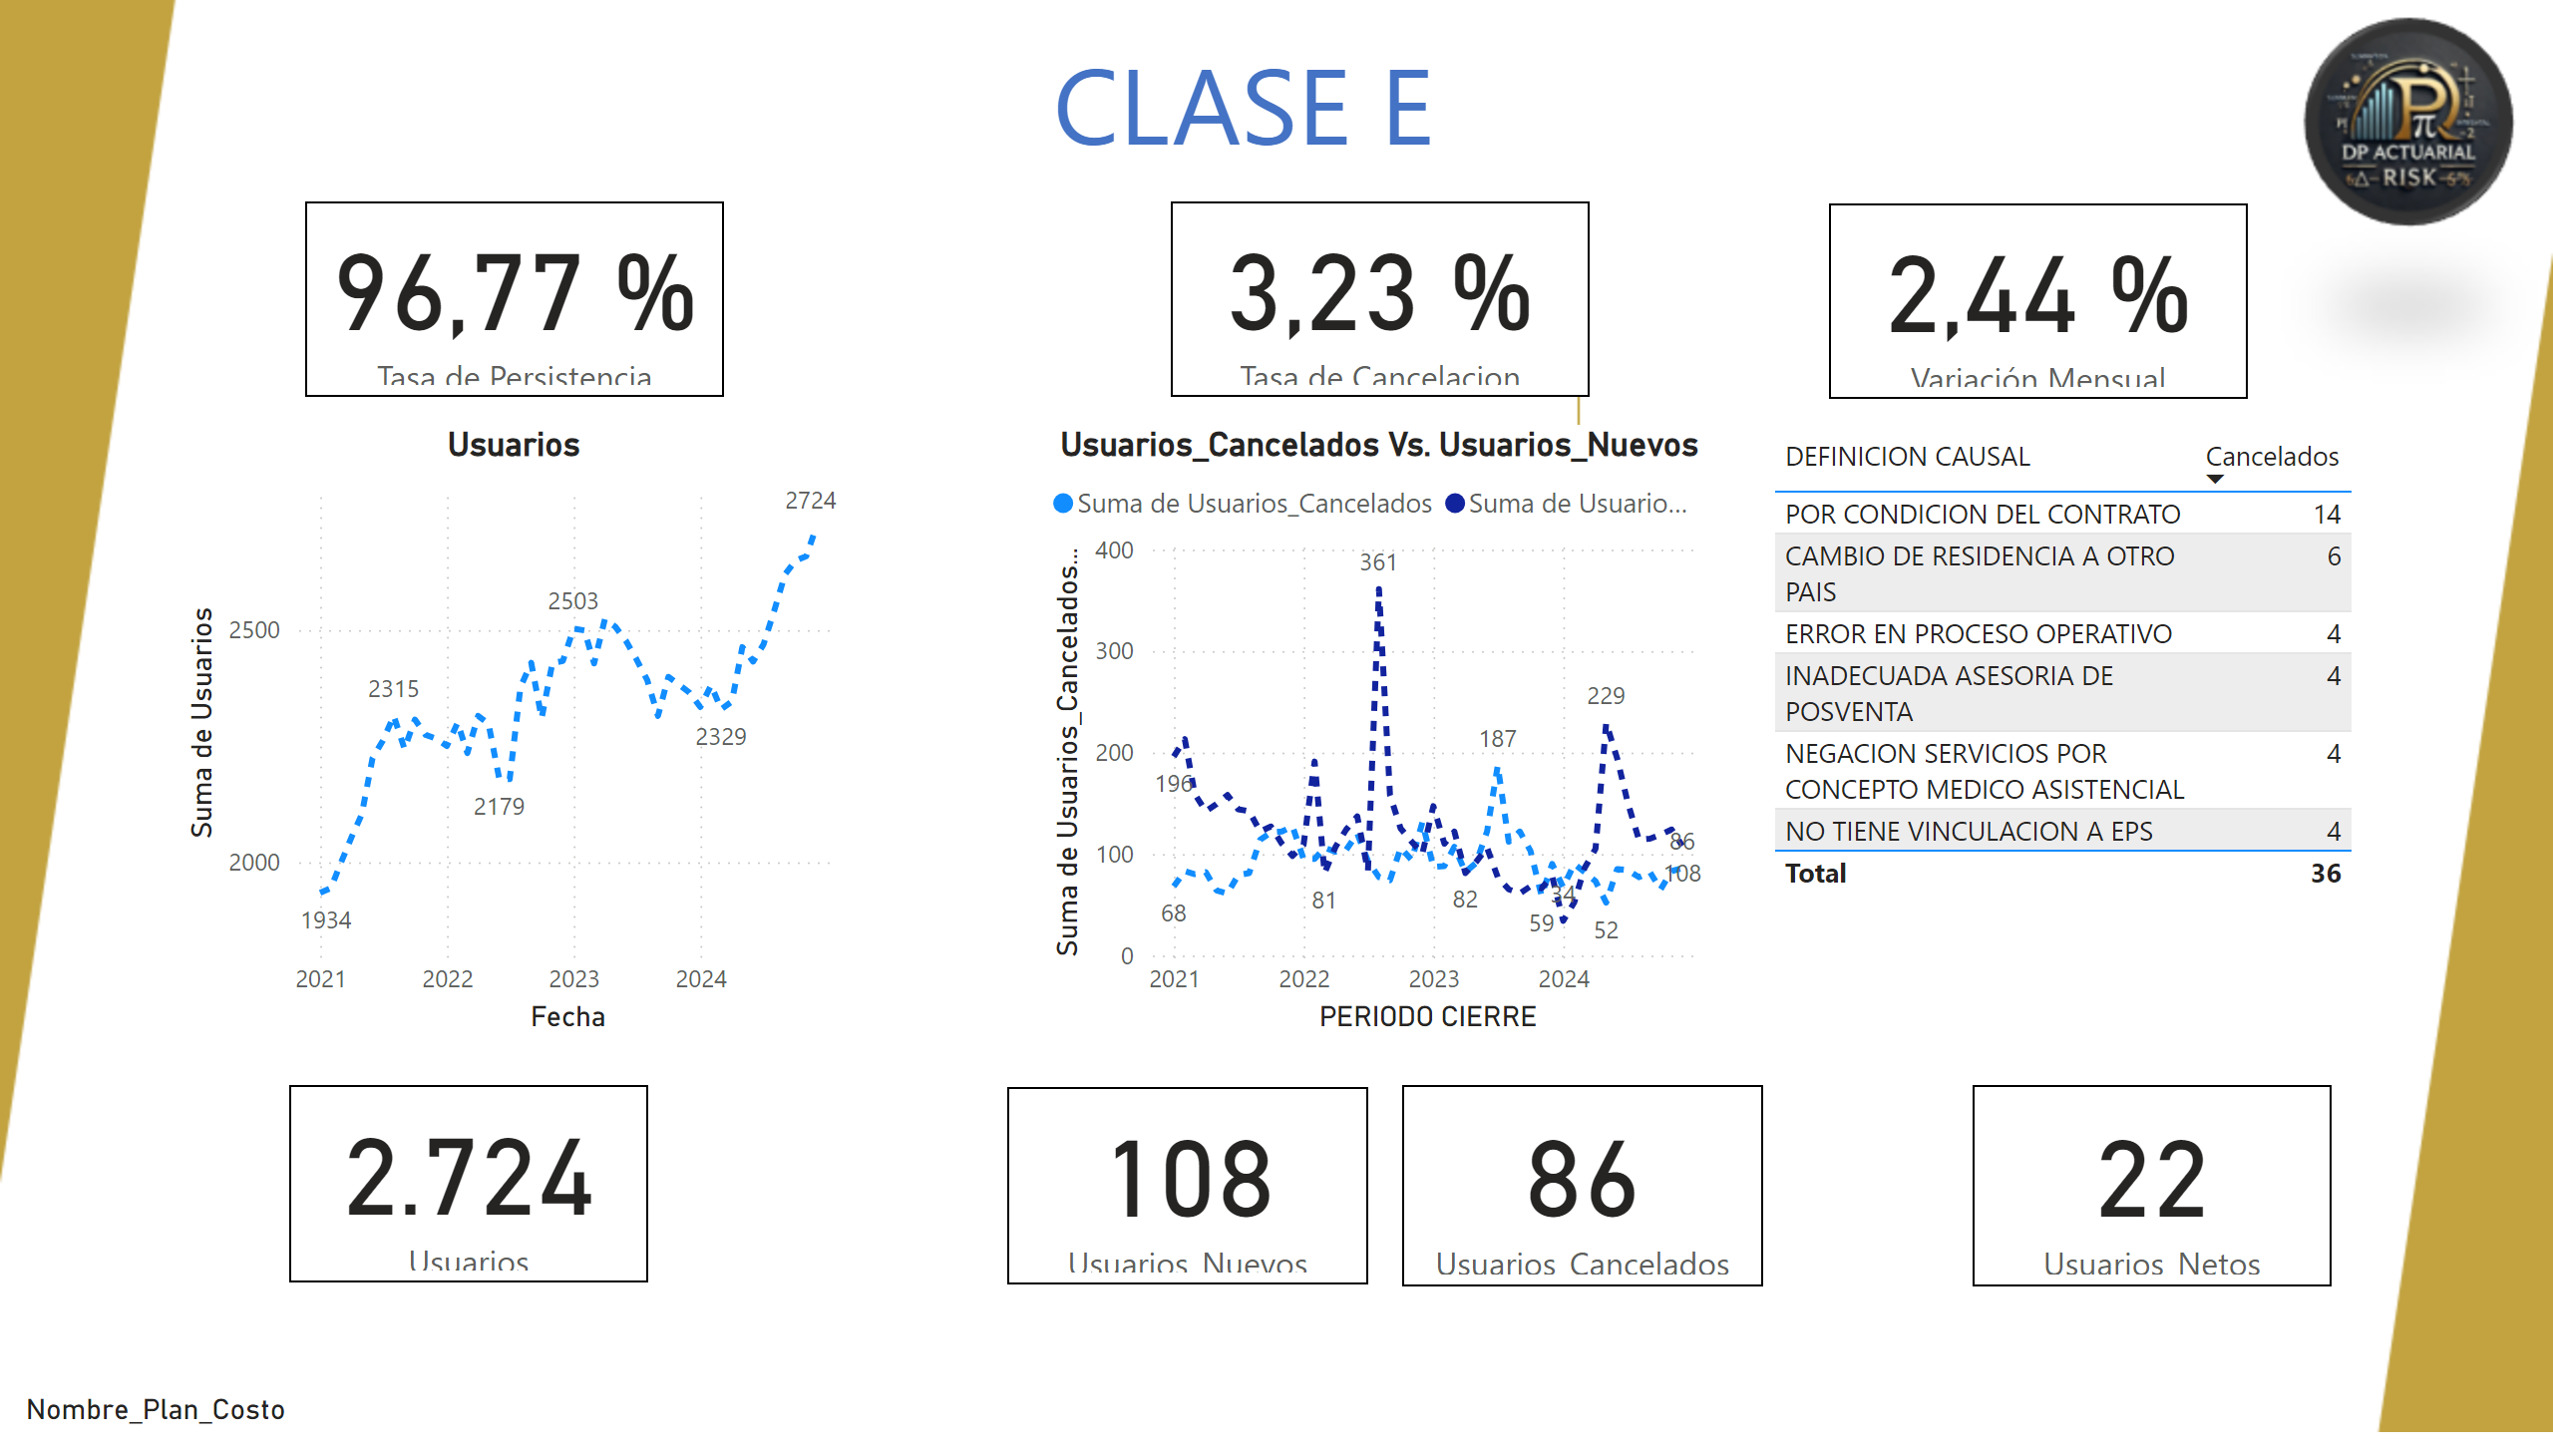 CLASE E
DP ACTUARIAL
RISK
96,77 %
Tasa de Persistencia
3,23 %
Tasa de Cancelacion
2,44 %
Variación Mensual
Usuarios
2724
2503
2500
2315
2329
2179
2000
1934
2021
2022
2023
2024
Suma de Usuarios
Fecha
Usuarios_Cancelados Vs. Usuarios_Nuevos
Suma de Usuarios_Cancelados
Suma de Usuario...
400
361
300
229
200
187
196
100
86
108
68
81
82
59
34
52
0
2021
2022
2023
2024
Suma de Usuarios_Cancelados...
PERIODO CIERRE
DEFINICION CAUSAL Cancelados
POR CONDICION DEL CONTRATO 14
CAMBIO DE RESIDENCIA A OTRO 6
PAIS
ERROR EN PROCESO OPERATIVO 4
INADECUADA ASESORIA DE 4
POSVENTA
NEGACION SERVICIOS POR 4
CONCEPTO MEDICO ASISTENCIAL
NO TIENE VINCULACION A EPS 4
Total 36
2.724
Usuarios
108
Usuarios_Nuevos
86
Usuarios_Cancelados
22
Usuarios_Netos
Nombre_Plan_Costo